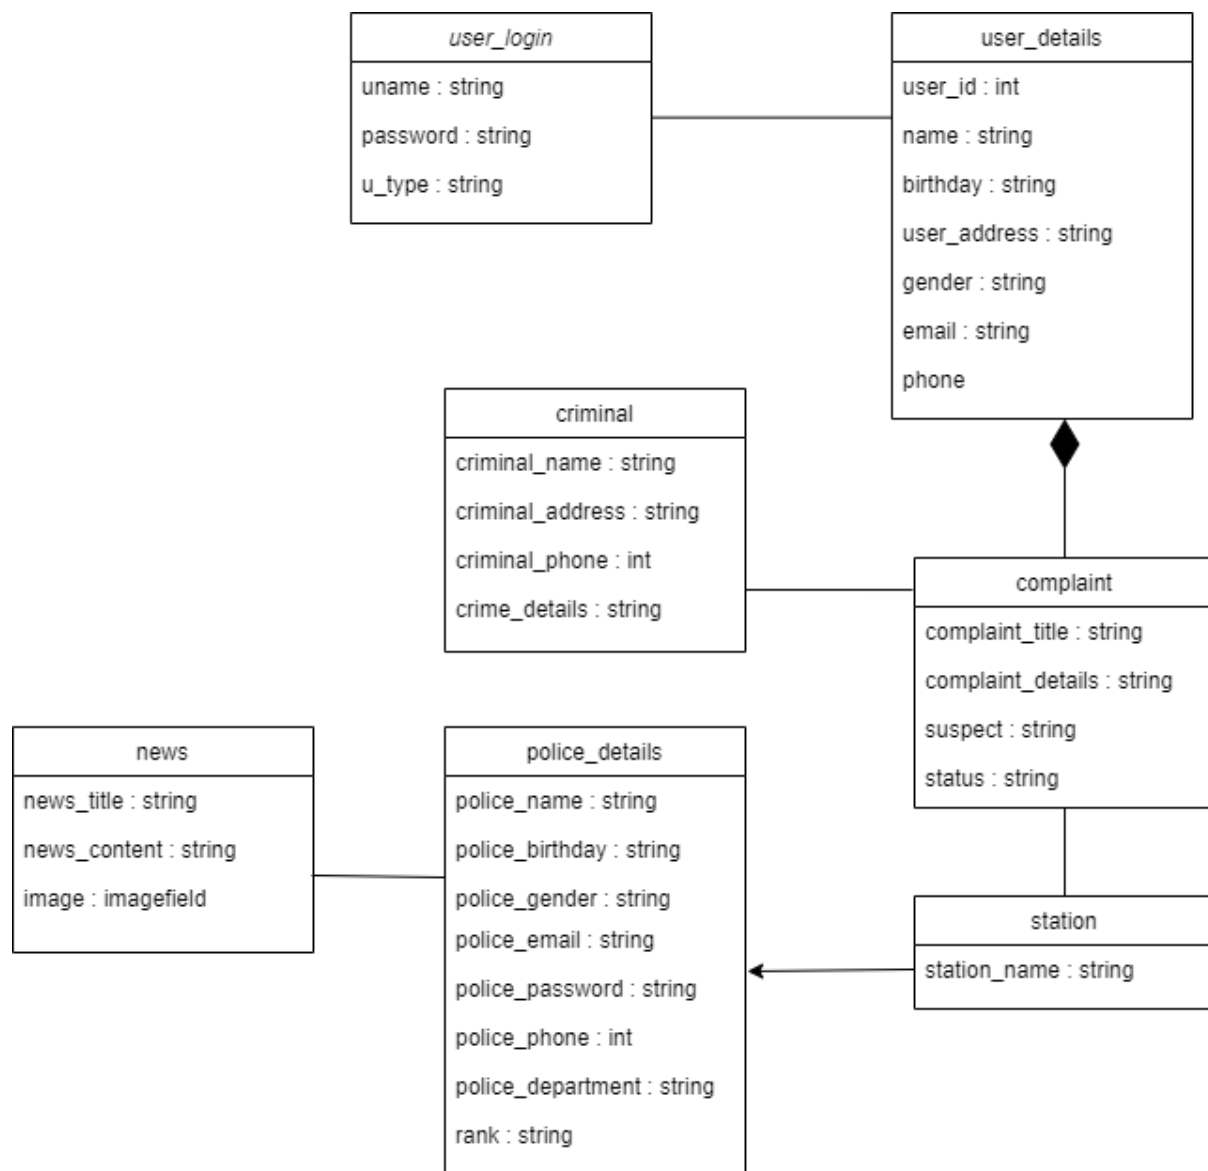 user_login
uname : string
password : string
u_type : string
user_details
user_id : int
name : string
birthday : string
user_address : string
gender : string
email : string
phone
criminal
criminal_name : string
criminal_address : string
criminal_phone : int
crime_details : string
complaint
complaint_title : string
complaint_details : string
suspect : string
status : string
news
news_title : string
news_content : string
image : imagefield
police_details
police_name : string
police_birthday : string
police_gender : string
police_email : string
police_password : string
police_phone : int
police_department : string
rank : string
station
station_name : string